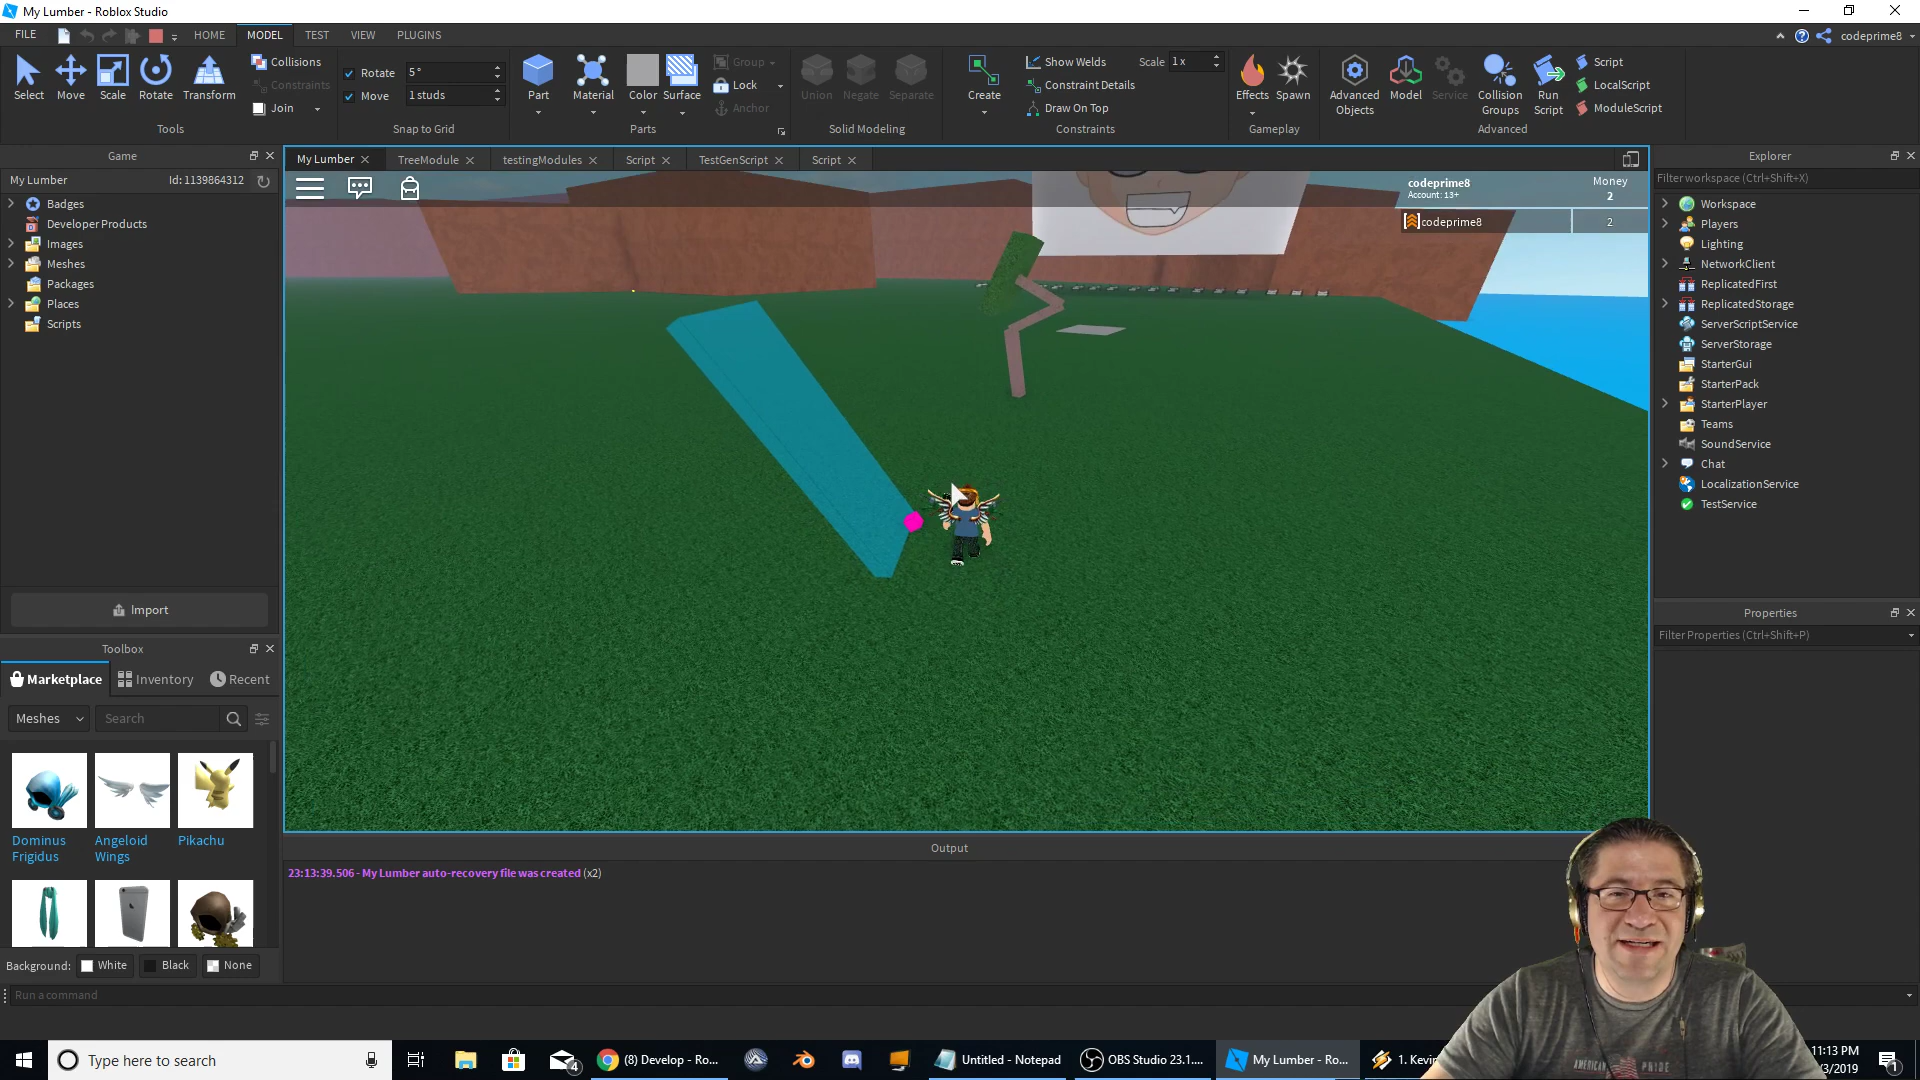 My Lumber - Roblox Studio
FILE HOME MODEL TEST VIEW PLUGINS codeprime8
Select Move Scale Rotate Transform
Collisions
Constraints
Join
Tools
Rotate 5°
Move 1 studs
Snap to Grid
Part Material Color Surface
Group
Lock
Anchor
Parts
Union Negate Separate
Solid Modeling
Create
Show Welds Scale 1x
Constraint Details
Draw On Top
Constraints
Effects Spawn
Gameplay
Advanced Objects
Model Service
Collision Groups
Run Script
Script
LocalScript
ModuleScript
Advanced
Game
My Lumber Id: 1139864312
Badges
Developer Products
Images
Meshes
Packages
Places
Scripts
Import
Toolbox
Marketplace Inventory Recent
Meshes Search
Dominus Frigidus
Angeloid Wings
Pikachu
Background: White Black None
Run a command
My Lumber TreeModule testingModules Script TestGenScript Script
codeprime8
Account: 13+
Money
2
codeprime8 2
Output
23:13:39.506 - My Lumber auto-recovery file was created (x2)
Explorer
Filter workspace (Ctrl+Shift+X)
Workspace
Players
Lighting
NetworkClient
ReplicatedFirst
ReplicatedStorage
ServerScriptService
ServerStorage
StarterGui
StarterPack
StarterPlayer
Teams
SoundService
Chat
LocalizationService
TestService
Properties
Filter Properties (Ctrl+Shift+P)
AMERICAN PRIDE
Type here to search
4
(8) Develop - Ro...
Untitled - Notepad
OBS Studio 23.1....
My Lumber - Ro...
1. Kevin
11:13 PM
/3/2019
1